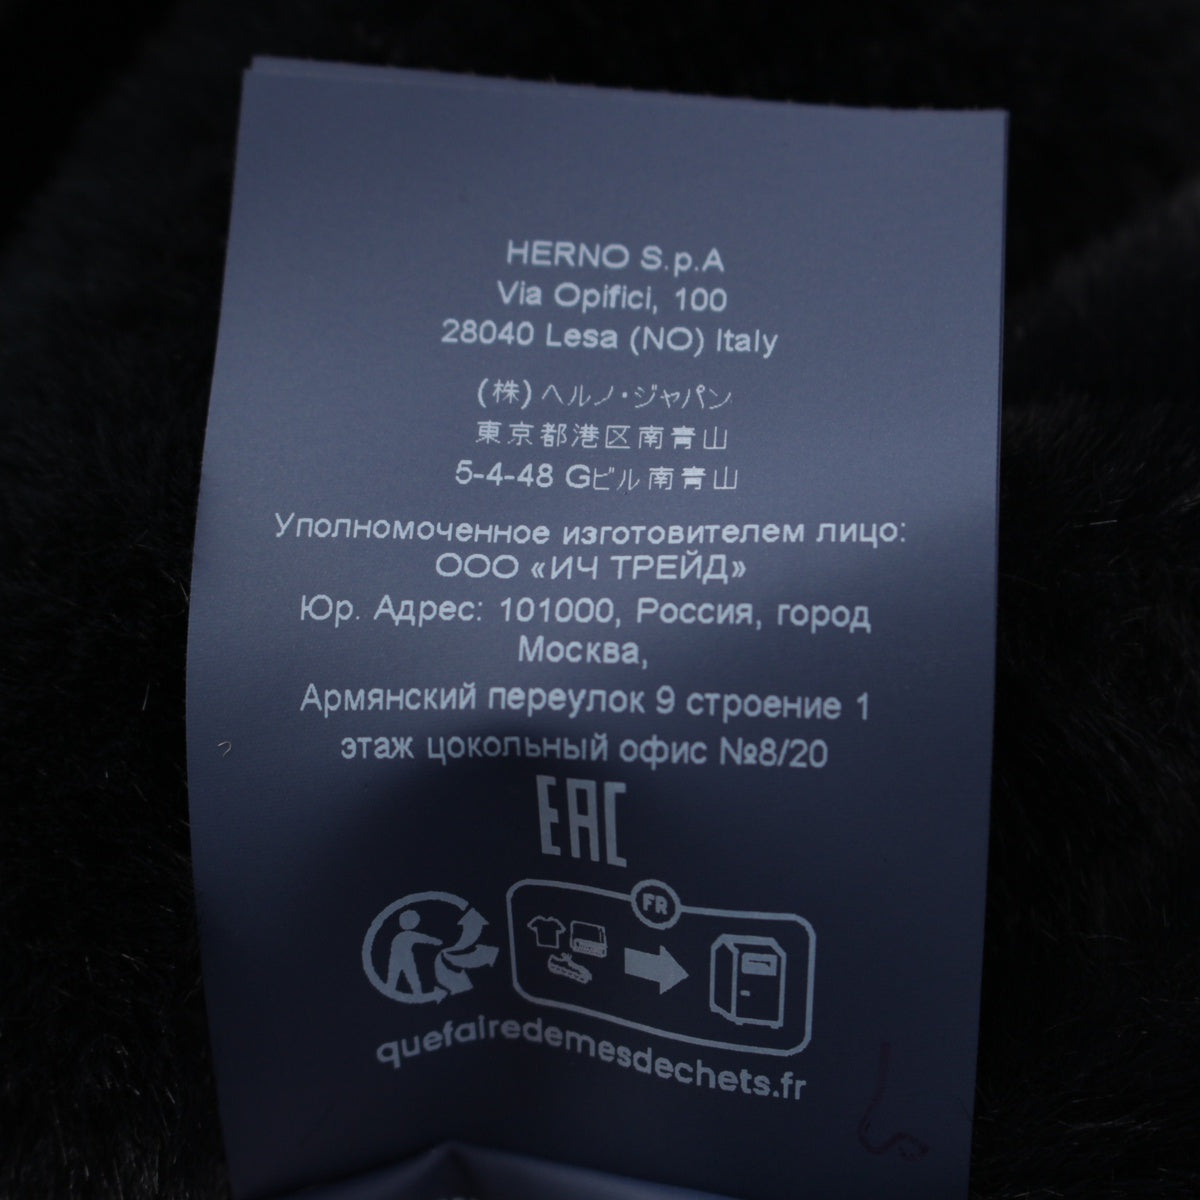 HERNO S.p.A
Via Opifici, 100
28040 Lesa (NO) Italy
(株)ヘルノ・ジャパン
東京都港区南青山
5-4-48 Gビル南青山
Уполномоченное изготовителем лицо:
ООО «ИЧ ТРЕЙД»
Юр. Адрес: 101000, Россия, город
Москва,
Армянский переулок 9 строение 1
этаж цокольный офис №8/20
EAC
FR
quefairedemesdechets.fr